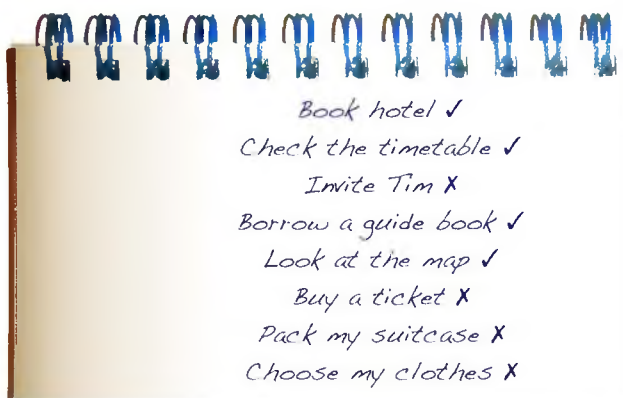 Book hotel ✓
Check the timetable ✓
Invite Tim ✗
Borrow a guide book ✓
Look at the map ✓
Buy a ticket ✗
Pack my suitcase ✗
Choose my clothes ✗